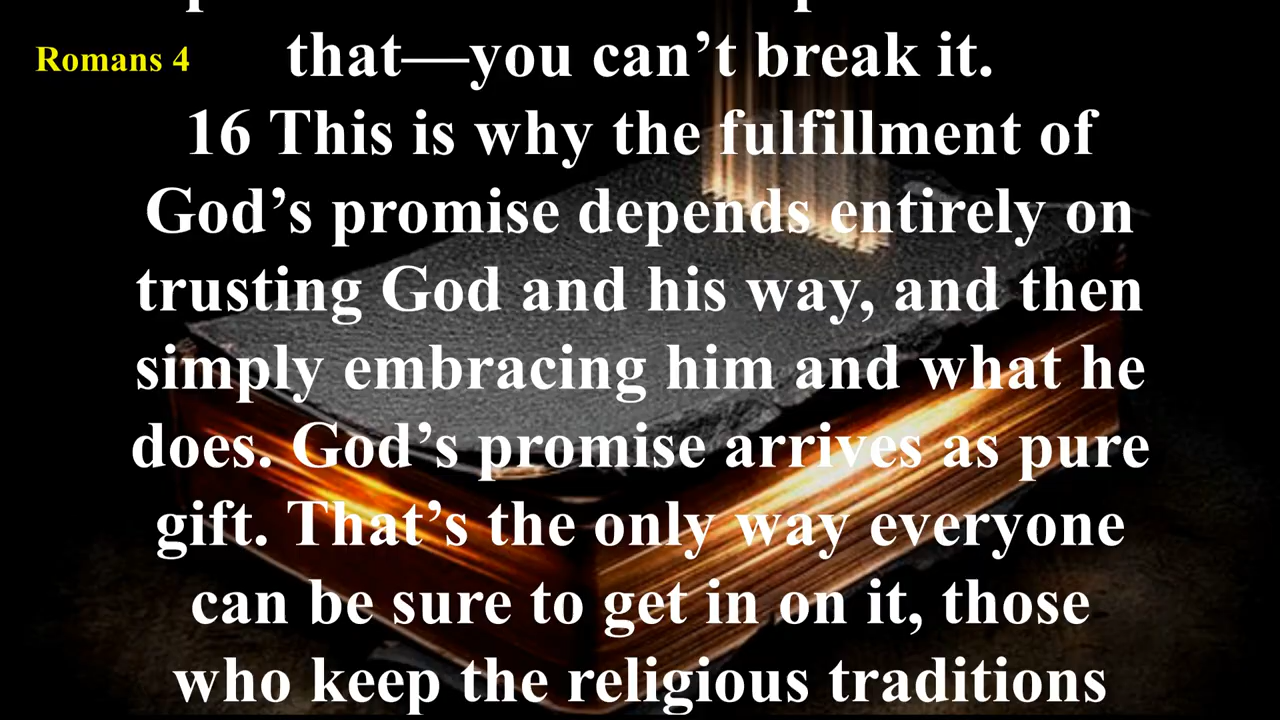 Romans 4
that—you can’t break it.
16 This is why the fulfillment of
God’s promise depends entirely on
trusting God and his way, and then
simply embracing him and what he
does. God’s promise arrives as pure
gift. That’s the only way everyone
can be sure to get in on it, those
who keep the religious traditions